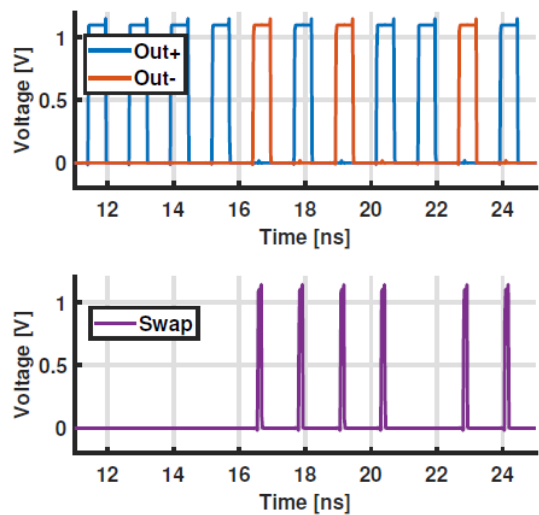 1
Out+
Out-
0.5
0
Voltage [V]
12 14 16 18 20 22 24
Time [ns]
1
Swap
0.5
0
Voltage [V]
12 14 16 18 20 22 24
Time [ns]